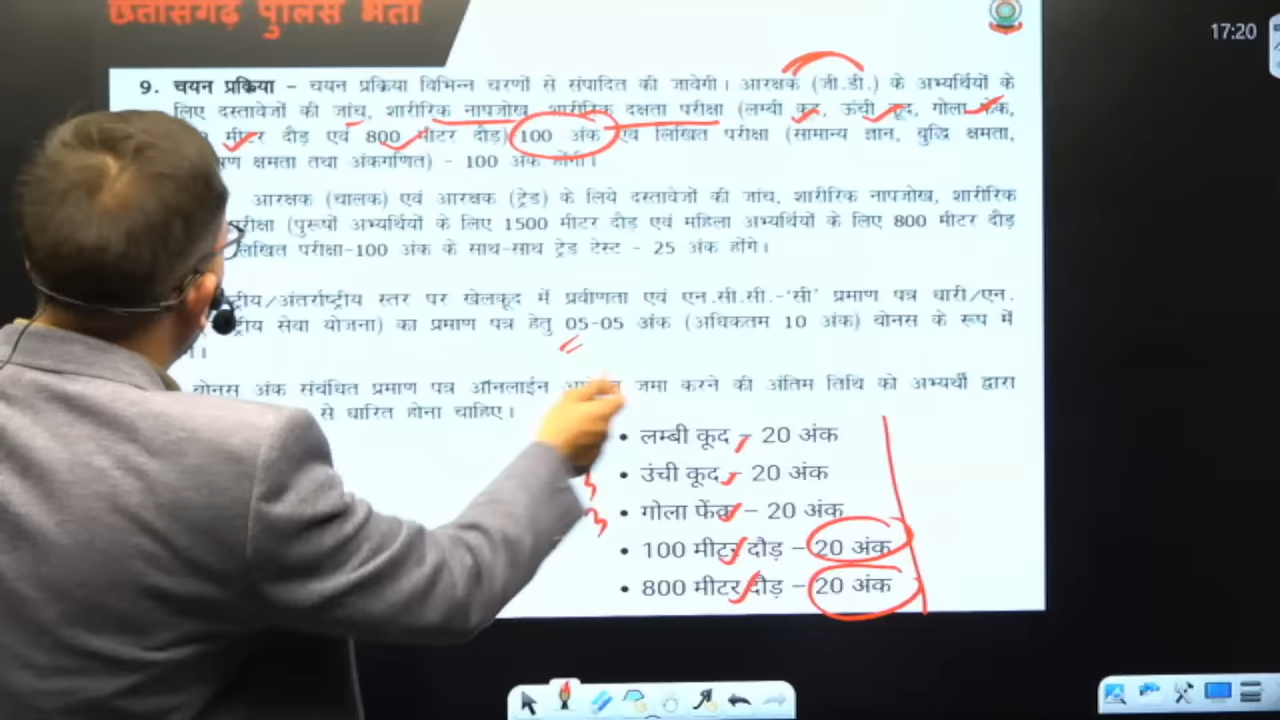 छत्तीसगढ़ पुलिस भर्ती
17:20
9. चयन प्रक्रिया – चयन प्रक्रिया विभिन्न चरणों से संपादित की जावेगी। आरक्षक (जी.डी.) के अभ्यर्थियों के
लिए दस्तावेजों की जांच, शारीरिक नापजोख, शारीरिक दक्षता परीक्षा (लम्बी कूद, ऊंची कूद, गोला फेंक,
मीटर दौड़ एवं 800 मीटर दौड़) 100 अंक एवं लिखित परीक्षा (सामान्य ज्ञान, बुद्धि क्षमता,
क्षमता तथा अंकगणित) - 100 अंक होंगी।
आरक्षक (चालक) एवं आरक्षक (ट्रेड) के लिये दस्तावेजों की जांच, शारीरिक नापजोख, शारीरिक
परीक्षा (पुरूषों अभ्यर्थियों के लिए 1500 मीटर दौड़ एवं महिला अभ्यर्थियों के लिए 800 मीटर दौड़
लिखित परीक्षा-100 अंक के साथ-साथ ट्रेड टेस्ट - 25 अंक होंगे।
ट्रीय/अंतर्राष्ट्रीय स्तर पर खेलकूद में प्रवीणता एवं एन.सी.सी.-'सी' प्रमाण पत्र धारी/एन.
ट्रीय सेवा योजना) का प्रमाण पत्र हेतु 05-05 अंक (अधिकतम 10 अंक) बोनस के रूप में
बोनस अंक संबंधित प्रमाण पत्र ऑनलाईन जमा करने की अंतिम तिथि को अभ्यर्थी द्वारा
से धारित होना चाहिए।
• लम्बी कूद – 20 अंक
• उंची कूद – 20 अंक
• गोला फेंक – 20 अंक
• 100 मीटर दौड़ – 20 अंक
• 800 मीटर दौड़ – 20 अंक